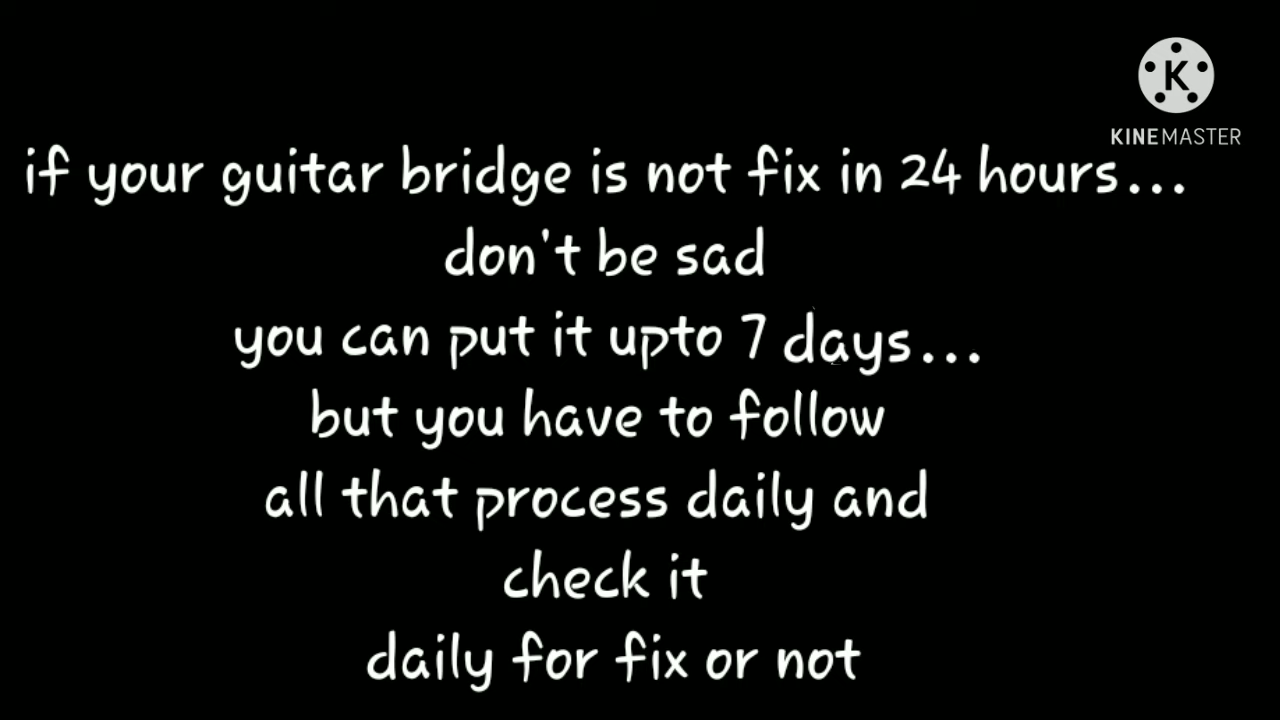 K
KINEMASTER
if your guitar bridge is not fix in 24 hours...
don't be sad
you can put it upto 7 days...
but you have to follow
all that process daily and
check it
daily for fix or not